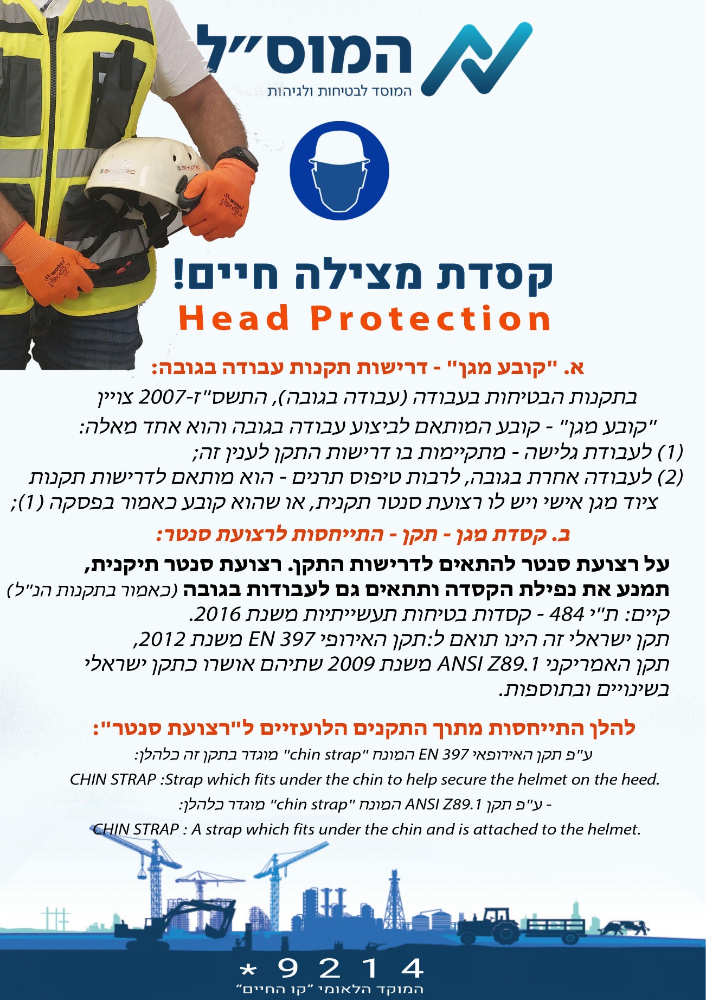 המוס״ל
המוסד לבטיחות ולגיהות
SKYLOTEC
SKYLOTEC
worker
worker
קסדת מצילה חיים!
Head Protection
א. "קובע מגן" - דרישות תקנות עבודה בגובה:
בתקנות הבטיחות בעבודה (עבודה בגובה), התשס"ז-2007 צויין
"קובע מגן" - קובע המותאם לביצוע עבודה בגובה והוא אחד מאלה:
(1) לעבודת גלישה - מתקיימות בו דרישות התקן לענין זה;
(2) לעבודה אחרת בגובה, לרבות טיפוס תרנים - הוא מותאם לדרישות תקנות
ציוד מגן אישי ויש לו רצועת סנטר תקנית, או שהוא קובע כאמור בפסקה (1);
ב. קסדת מגן - תקן - התייחסות לרצועת סנטר:
על רצועת סנטר להתאים לדרישות התקן. רצועת סנטר תיקנית,
תמנע את נפילת הקסדה ותתאים גם לעבודות בגובה (כאמור בתקנות הנ"ל)
קיים: ת"י 484 - קסדות בטיחות תעשייתיות משנת 2016.
תקן ישראלי זה הינו תואם ל:תקן האירופי EN 397 משנת 2012,
תקן האמריקני ANSI Z89.1 משנת 2009 שתיהם אושרו כתקן ישראלי
בשינויים ובתוספות.
להלן התייחסות מתוך התקנים הלועזיים ל"רצועת סנטר":
ע"פ תקן האירופאי EN 397 המונח "chin strap" מוגדר בתקן זה כלהלן:
CHIN STRAP :Strap which fits under the chin to help secure the helmet on the heed.
- ע"פ תקן ANSI Z89.1 המונח "chin strap" מוגדר כלהלן:
CHIN STRAP : A strap which fits under the chin and is attached to the helmet.
* 9 2 1 4
המוקד הלאומי ״קו החיים״